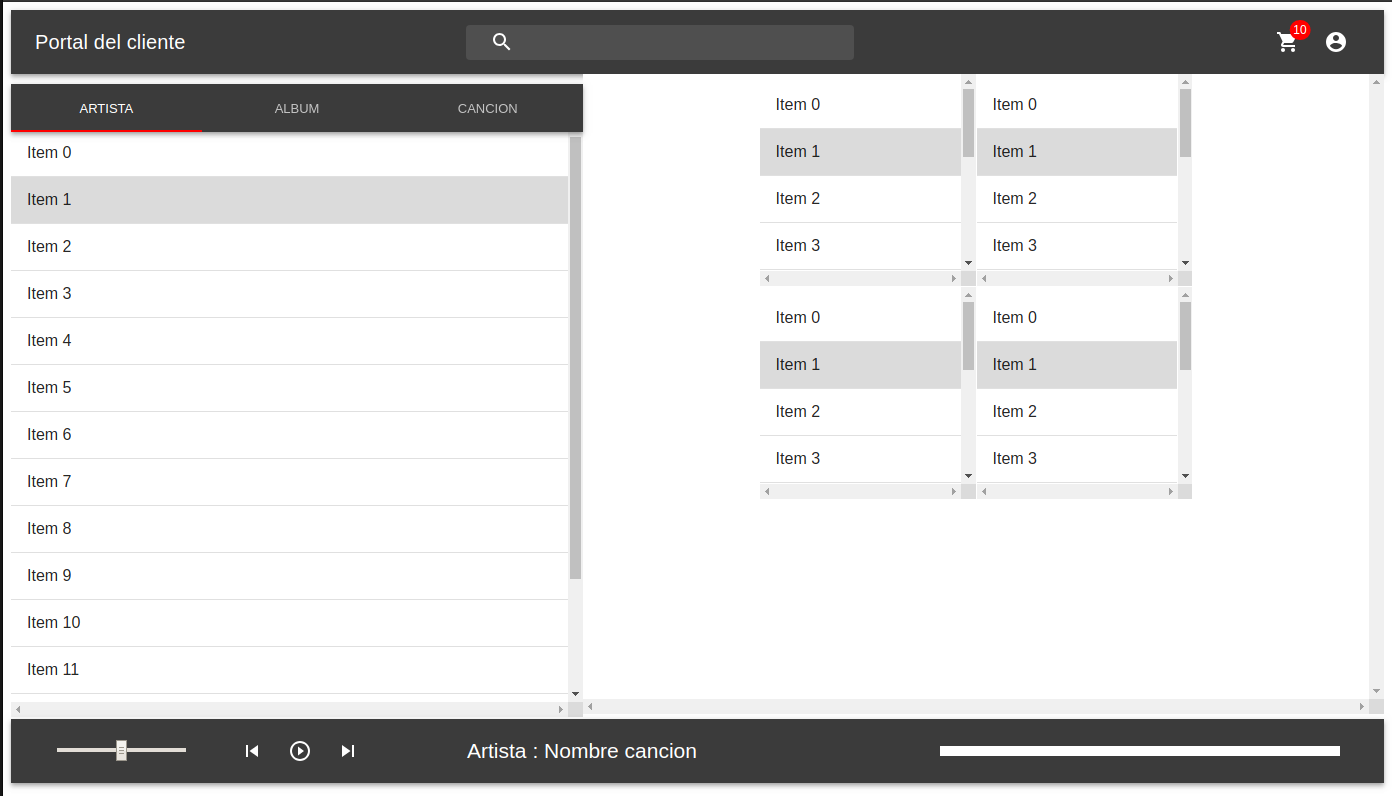 Portal del cliente
10
ARTISTA ALBUM CANCION
Item 0
Item 1
Item 2
Item 3
Item 4
Item 5
Item 6
Item 7
Item 8
Item 9
Item 10
Item 11
Item 0 Item 0
Item 1 Item 1
Item 2 Item 2
Item 3 Item 3
Item 0 Item 0
Item 1 Item 1
Item 2 Item 2
Item 3 Item 3
Artista : Nombre cancion